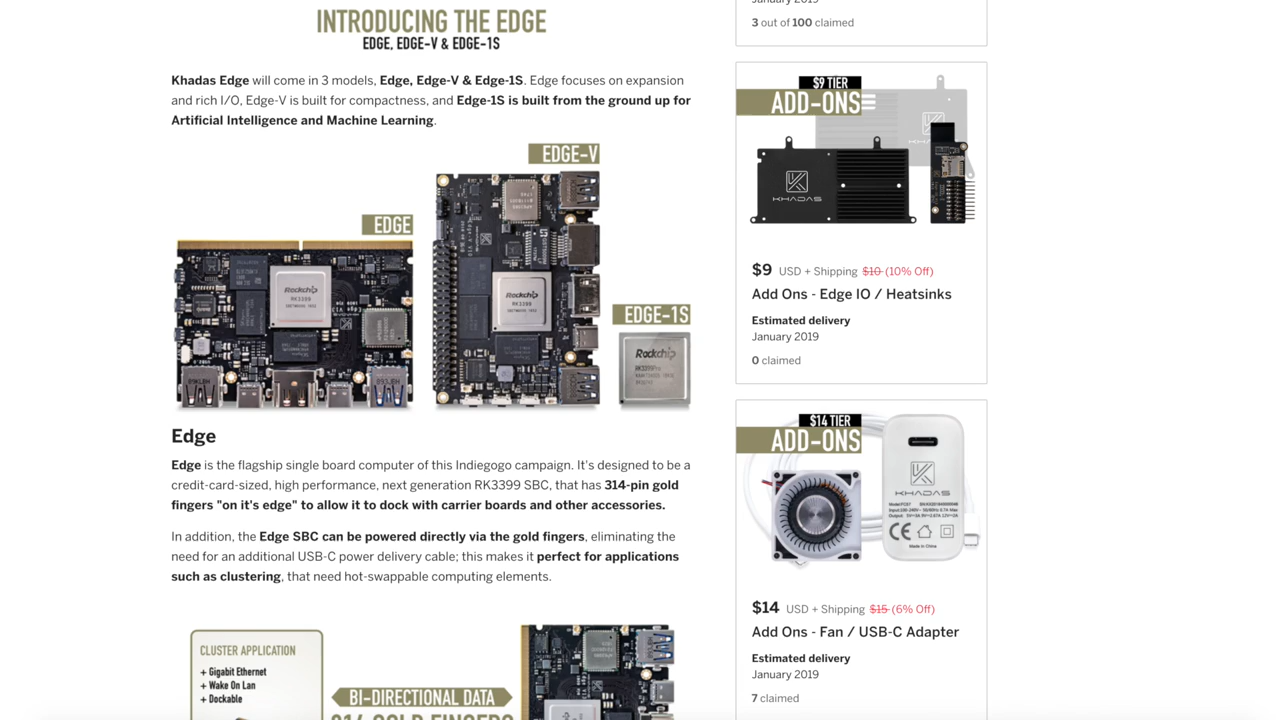 INTRODUCING THE EDGE
EDGE, EDGE-V & EDGE-1S
Khadas Edge will come in 3 models, Edge, Edge-V & Edge-1S. Edge focuses on expansion
and rich I/O, Edge-V is built for compactness, and Edge-1S is built from the ground up for
Artificial Intelligence and Machine Learning.
EDGE-V
EDGE
EDGE-1S
Rockchip
RK3399
Rockchip
RK3399
Rockchip
Edge
Edge is the flagship single board computer of this Indiegogo campaign. It's designed to be a
credit-card-sized, high performance, next generation RK3399 SBC, that has 314-pin gold
fingers "on it's edge" to allow it to dock with carrier boards and other accessories.
In addition, the Edge SBC can be powered directly via the gold fingers, eliminating the
need for an additional USB-C power delivery cable; this makes it perfect for applications
such as clustering, that need hot-swappable computing elements.
CLUSTER APPLICATION
+ Gigabit Ethernet
+ Wake On Lan
+ Dockable
BI-DIRECTIONAL DATA
314 GOLD FINGERS
January 2019
3 out of 100 claimed
$9 TIER
ADD-ONS
KHADAS
$9 USD + Shipping $10 (10% Off)
Add Ons - Edge IO / Heatsinks
Estimated delivery
January 2019
0 claimed
$14 TIER
ADD-ONS
KHADAS
CE
Made in China
$14 USD + Shipping $15 (6% Off)
Add Ons - Fan / USB-C Adapter
Estimated delivery
January 2019
7 claimed